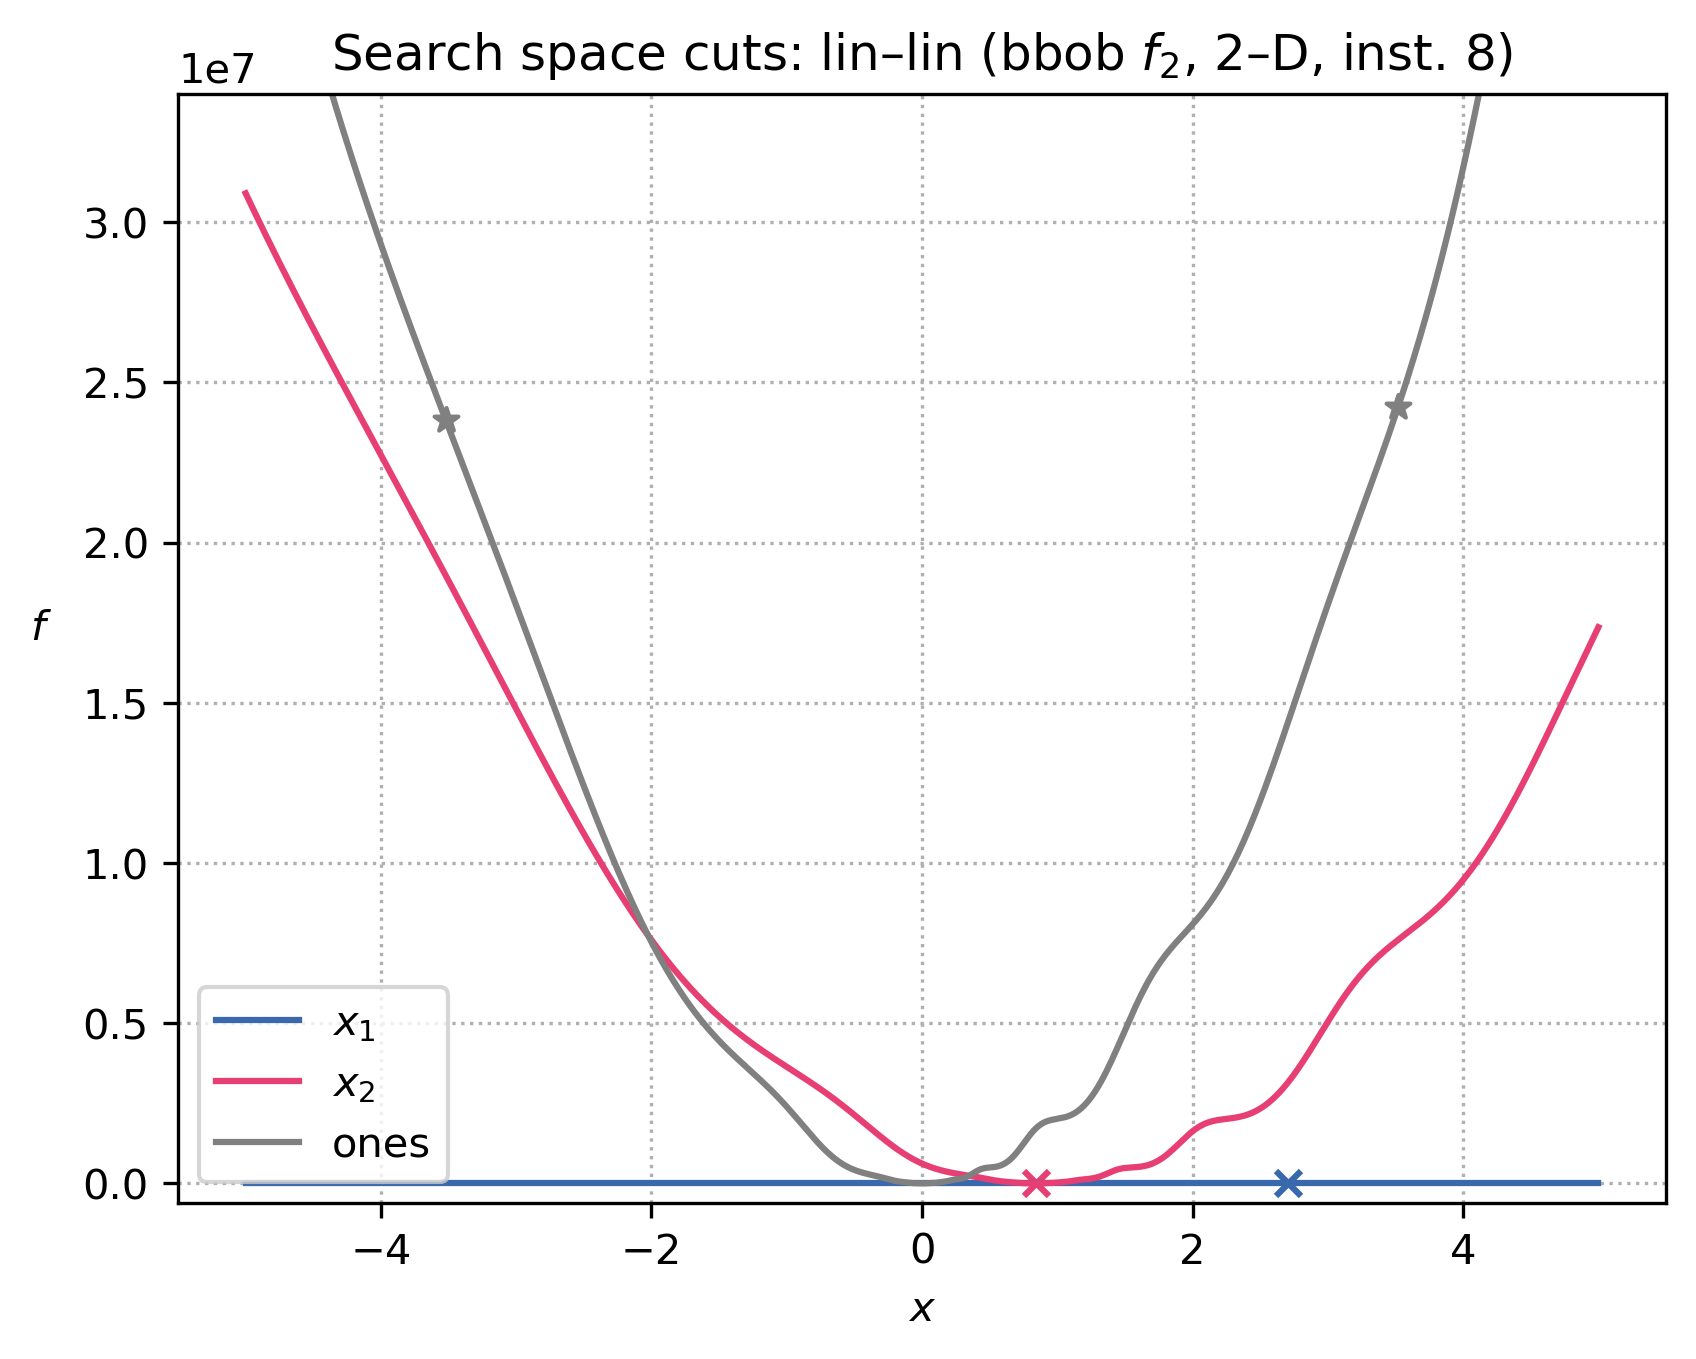 Search space cuts: lin–lin (bbob f₂, 2–D, inst. 8)
1e7
3.0
2.5
2.0
1.5
1.0
0.5
0.0
f
x₁
x₂
ones
−4
−2
0
2
4
x